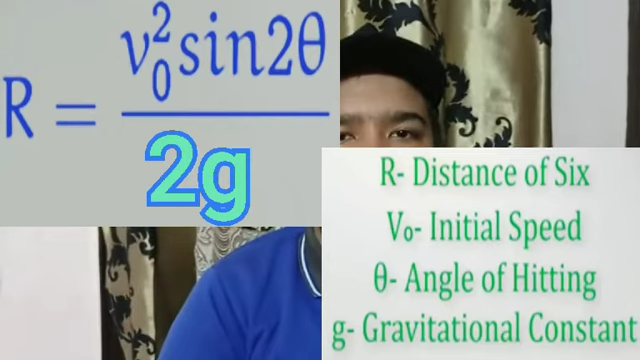 R = v₀²sin2θ / 2g
R- Distance of Six
V₀- Initial Speed
θ- Angle of Hitting
g- Gravitational Constant